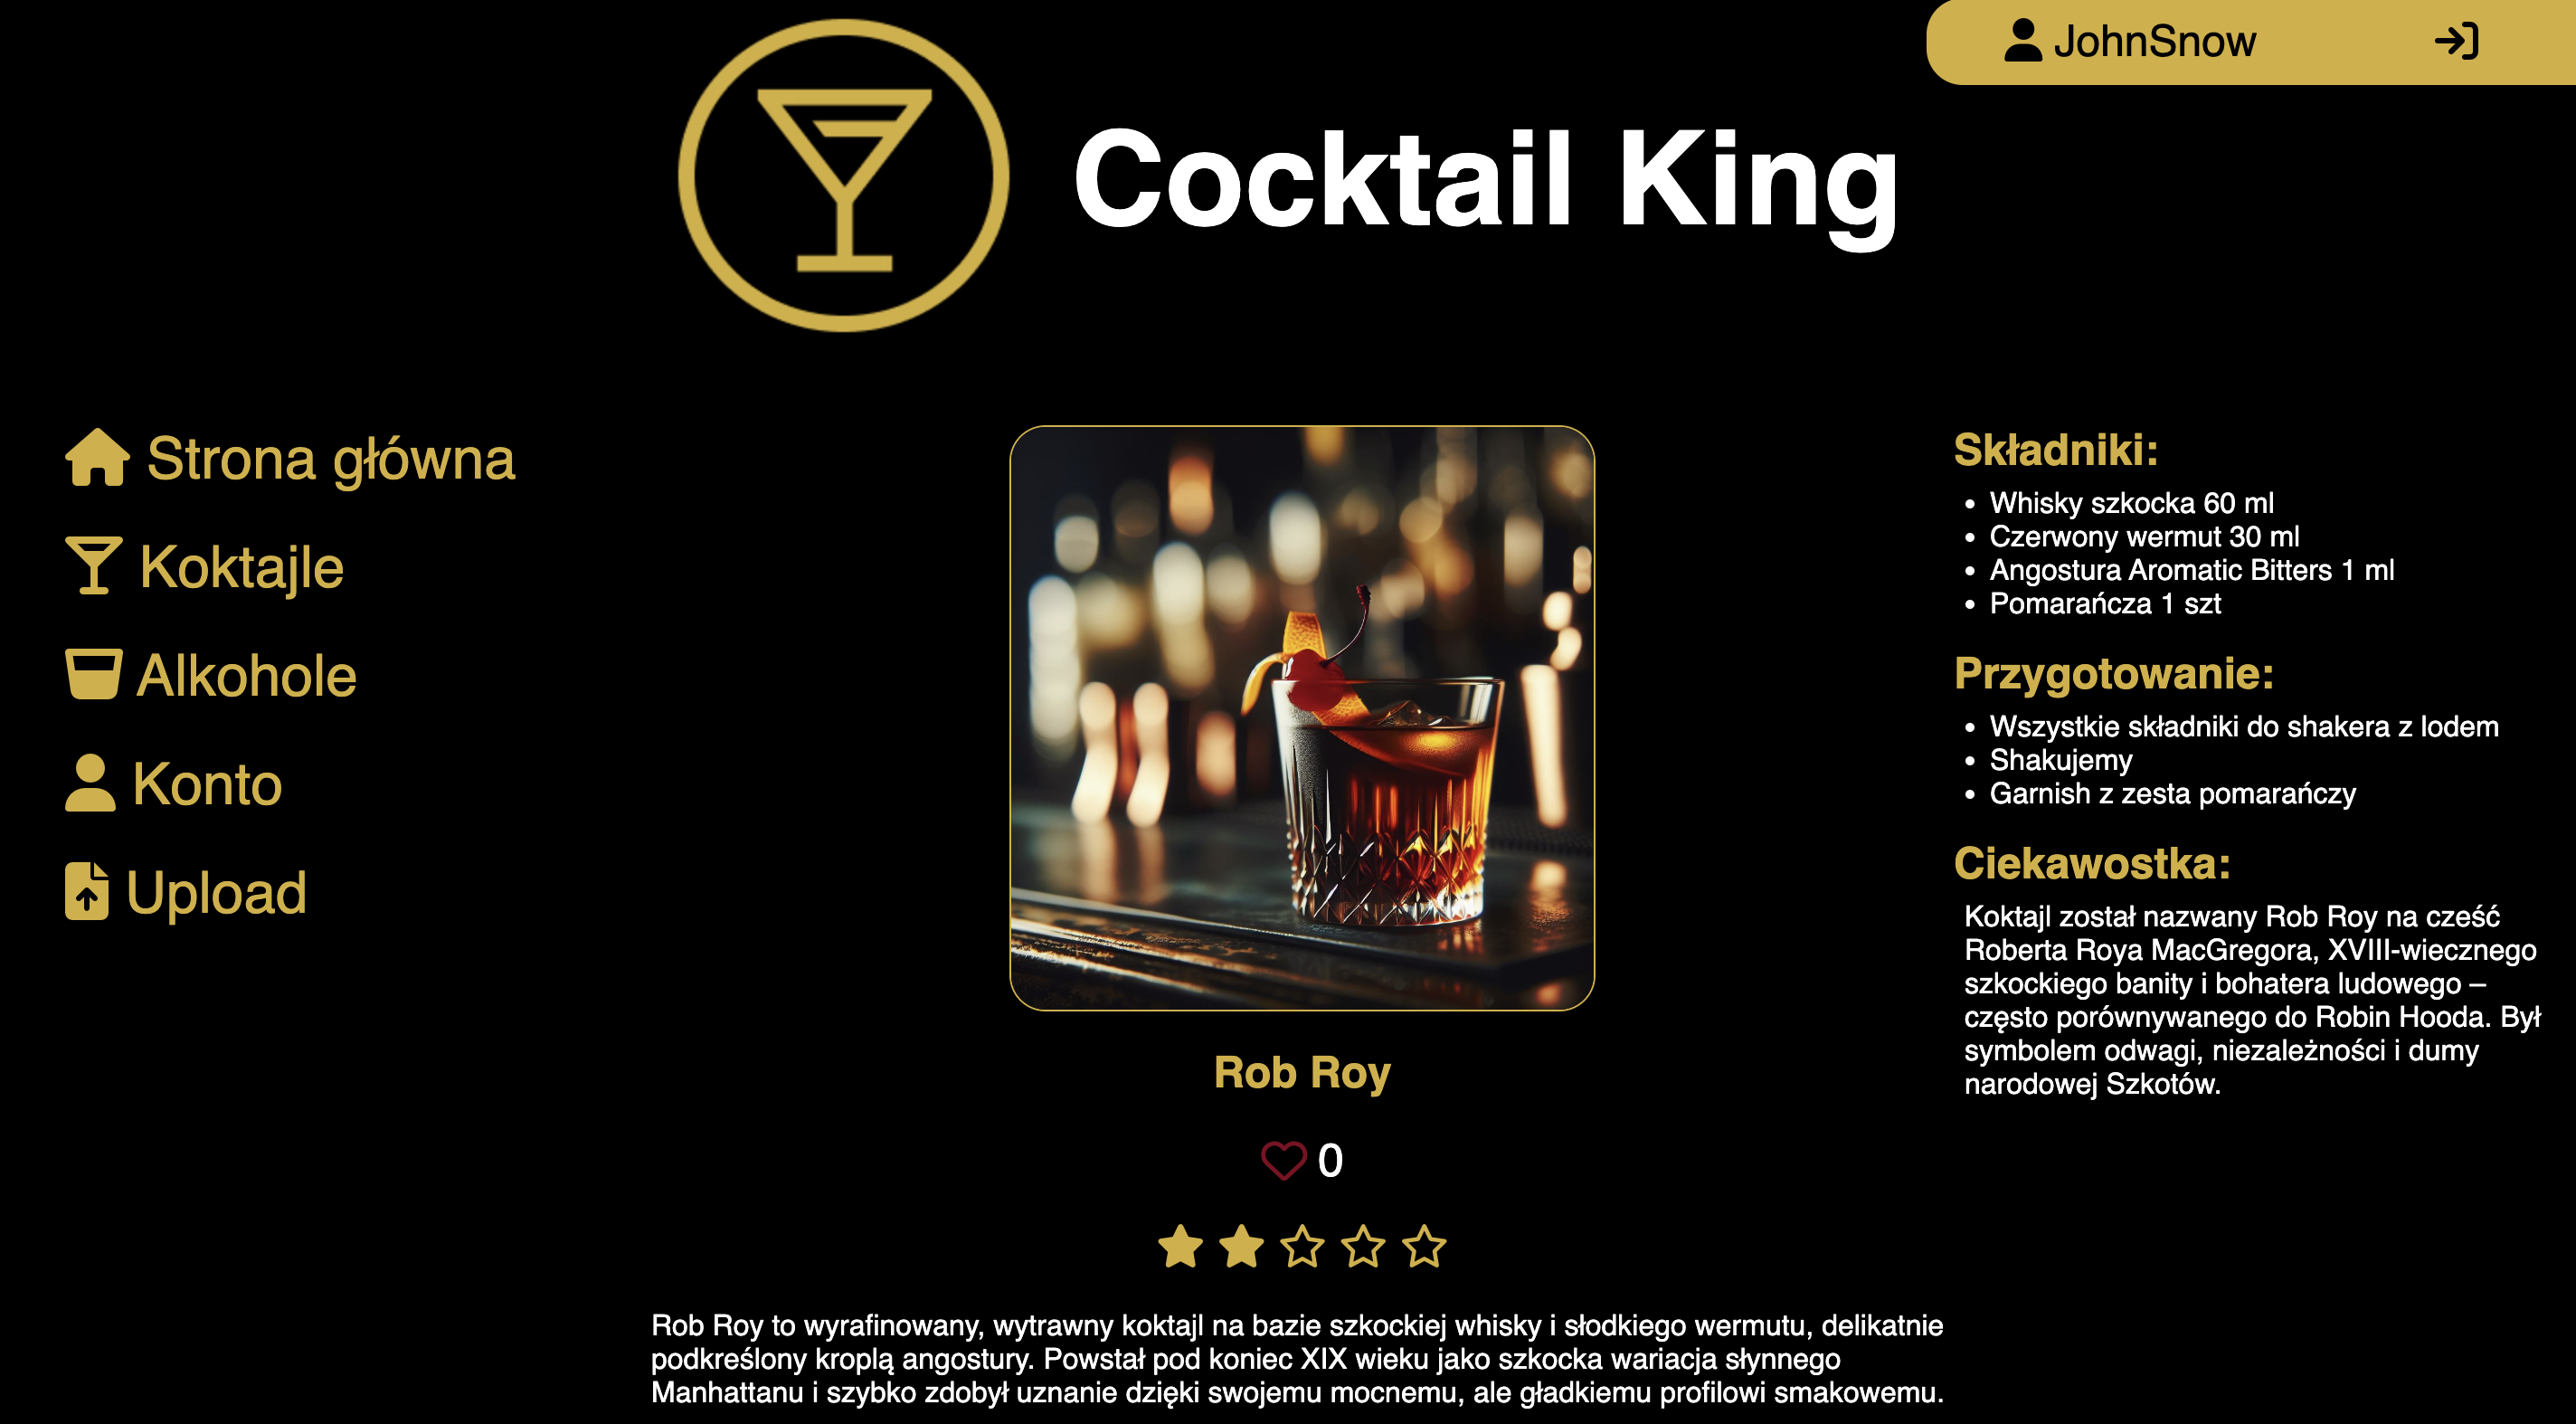 JohnSnow
Cocktail King
Strona główna
Koktajle
Alkohole
Konto
Upload
Rob Roy
0
Rob Roy to wyrafinowany, wytrawny koktajl na bazie szkockiej whisky i słodkiego wermutu, delikatnie
podkreślony kroplą angostury. Powstał pod koniec XIX wieku jako szkocka wariacja słynnego
Manhattanu i szybko zdobył uznanie dzięki swojemu mocnemu, ale gładkiemu profilowi smakowemu.
Składniki:
• Whisky szkocka 60 ml
• Czerwony wermut 30 ml
• Angostura Aromatic Bitters 1 ml
• Pomarańcza 1 szt
Przygotowanie:
• Wszystkie składniki do shakera z lodem
• Shakujemy
• Garnish z zesta pomarańczy
Ciekawostka:
Koktajl został nazwany Rob Roy na cześć
Roberta Roya MacGregora, XVIII-wiecznego
szkockiego banity i bohatera ludowego –
często porównywanego do Robin Hooda. Był
symbolem odwagi, niezależności i dumy
narodowej Szkotów.